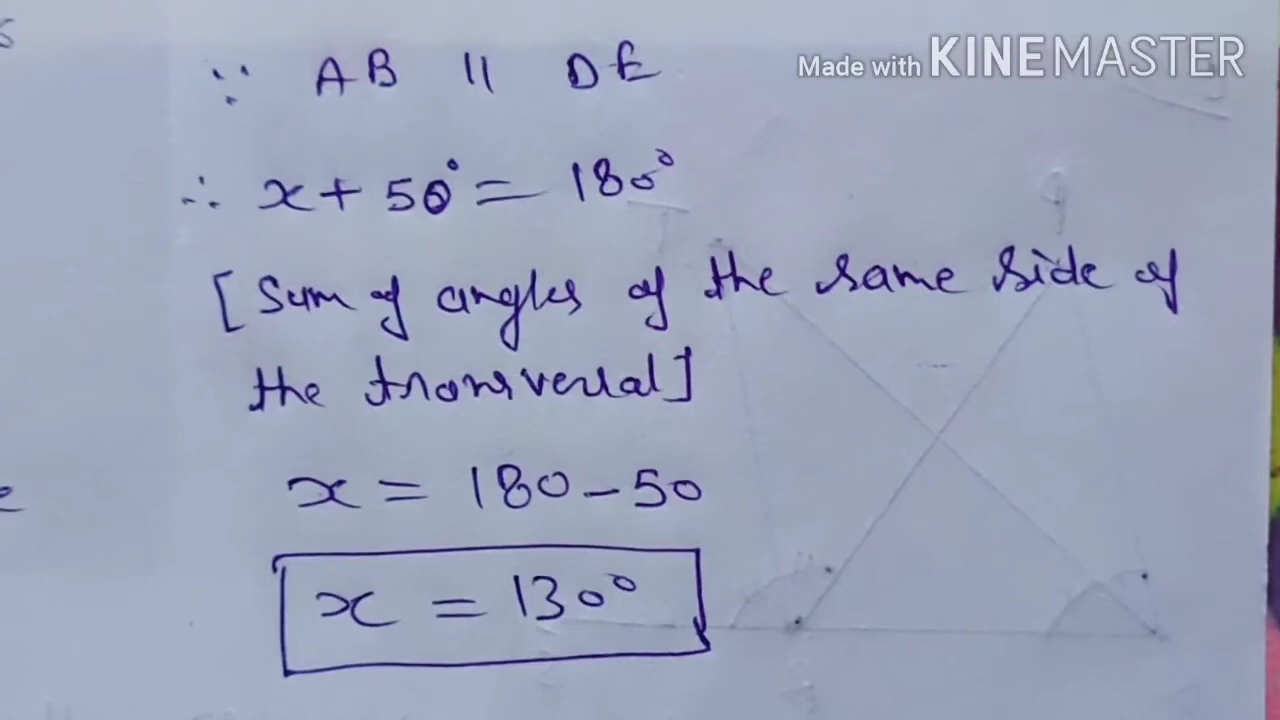 Made with KINEMASTER
∵ AB || DE
∴ x + 50° = 180°
[Sum of angles of the same side of
the transversal]
x = 180 - 50
x = 130°